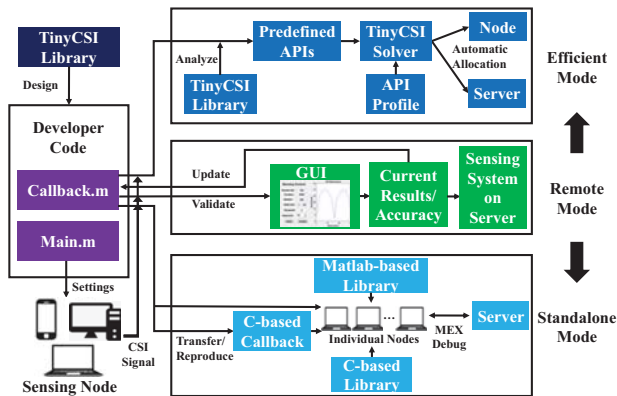 TinyCSI
Library
Design
Developer
Code
Callback.m
Main.m
Settings
CSI
Signal
Sensing Node
Analyze
TinyCSI
Library
Predefined
APIs
TinyCSI
Solver
API
Profile
Node
Automatic
Allocation
Server
Efficient
Mode
Update
Validate
GUI
Current
Results/
Accuracy
Sensing
System
on
Server
Remote
Mode
Matlab-based
Library
Transfer/
Reproduce
C-based
Callback
...
Individual Nodes
C-based
Library
MEX
Debug
Server
Standalone
Mode